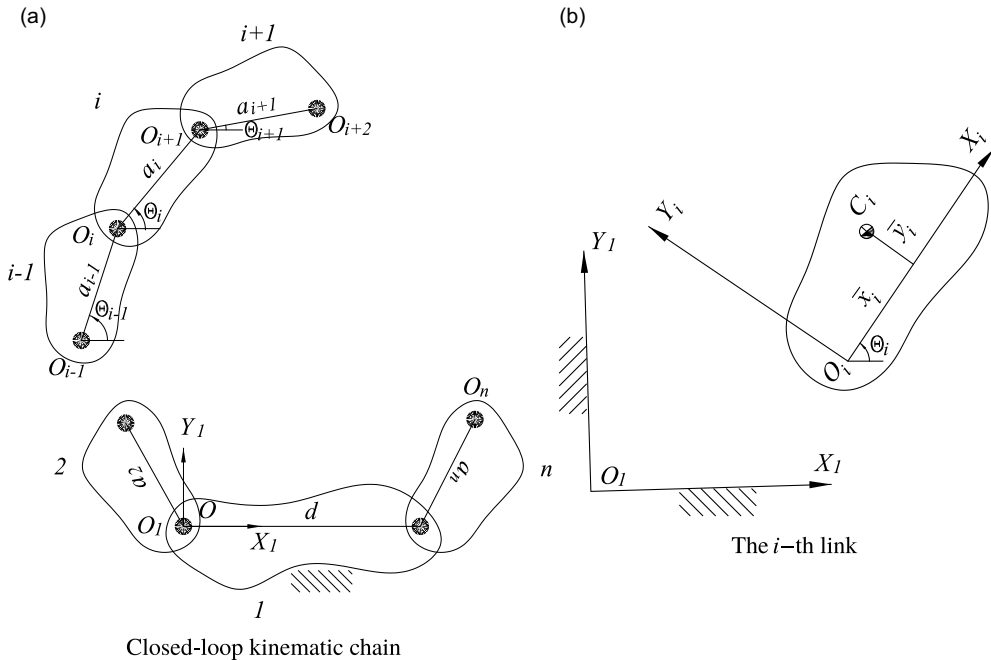 (a)
i+1
i
a_{i+1}
O_{i+1}
Θ_{i+1}
O_{i+2}
a_i
Θ_i
O_i
i-1
a_{i-1}
Θ_{i-1}
O_{i-1}
O_n
Y_1
2
a_2
a_n
n
O_1
O
d
X_1
1
Closed-loop kinematic chain
(b)
X_i
Y_i
C_i
ȳ_i
Y_1
x̄_i
Θ_i
O_i
X_1
O_1
The i–th link